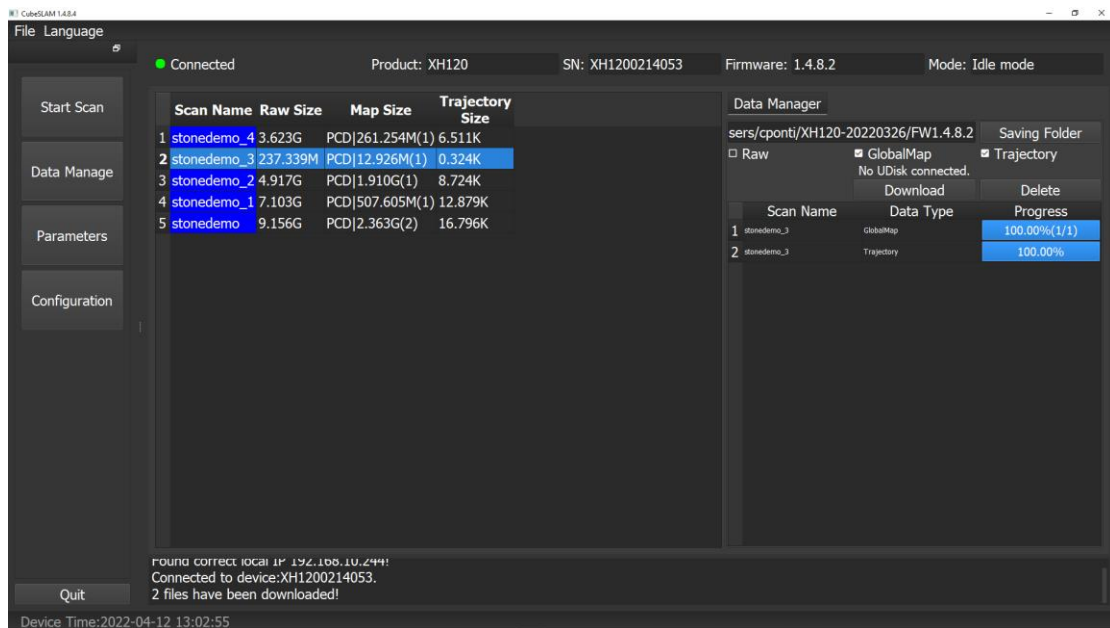 CubeSLAM 1.4.8.4
File Language
Connected Product: XH120 SN: XH1200214053 Firmware: 1.4.8.2 Mode: Idle mode
Start Scan
Data Manage
Parameters
Configuration
Quit
Scan Name Raw Size Map Size Trajectory Size
1 stonedemo_4 3.623G PCD|261.254M(1) 6.511K
2 stonedemo_3 237.339M PCD|12.926M(1) 0.324K
3 stonedemo_2 4.917G PCD|1.910G(1) 8.724K
4 stonedemo_1 7.103G PCD|507.605M(1) 12.879K
5 stonedemo 9.156G PCD|2.363G(2) 16.796K
Data Manager
sers/cponti/XH120-20220326/FW1.4.8.2 Saving Folder
Raw GlobalMap Trajectory
No UDisk connected.
Download Delete
Scan Name Data Type Progress
1 stonedemo_3 GlobalMap 100.00%(1/1)
2 stonedemo_3 Trajectory 100.00%
Found correct local IP 192.168.10.244!
Connected to device:XH1200214053.
2 files have been downloaded!
Device Time:2022-04-12 13:02:55